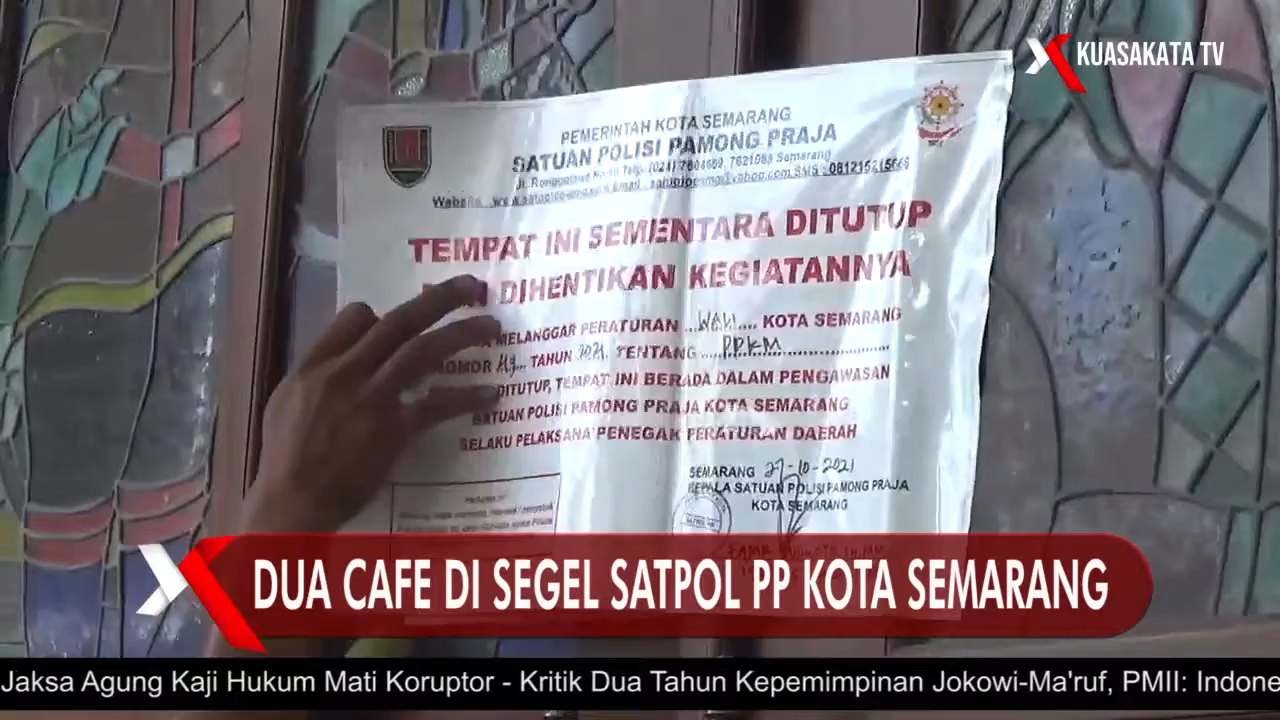 KUASAKATA TV
PEMERINTAH KOTA SEMARANG
SATUAN POLISI PAMONG PRAJA
Semarang
Website
TEMPAT INI SEMENTARA DITUTUP
DIHENTIKAN KEGIATANNYA
MELANGGAR PERATURAN ...WALI.... KOTA SEMARANG
TAHUN 2021. TENTANG ...PPKM...
DITUTUP, TEMPAT INI BERADA DALAM PENGAWASAN
SATUAN POLISI PAMONG PRAJA KOTA SEMARANG
SELAKU PELAKSANA PENEGAK PERATURAN DAERAH
SEMARANG 27-10-2021
KEPALA SATUAN POLISI PAMONG PRAJA
KOTA SEMARANG
DUA CAFE DI SEGEL SATPOL PP KOTA SEMARANG
Jaksa Agung Kaji Hukum Mati Koruptor - Kritik Dua Tahun Kepemimpinan Jokowi-Ma'ruf, PMII: Indone